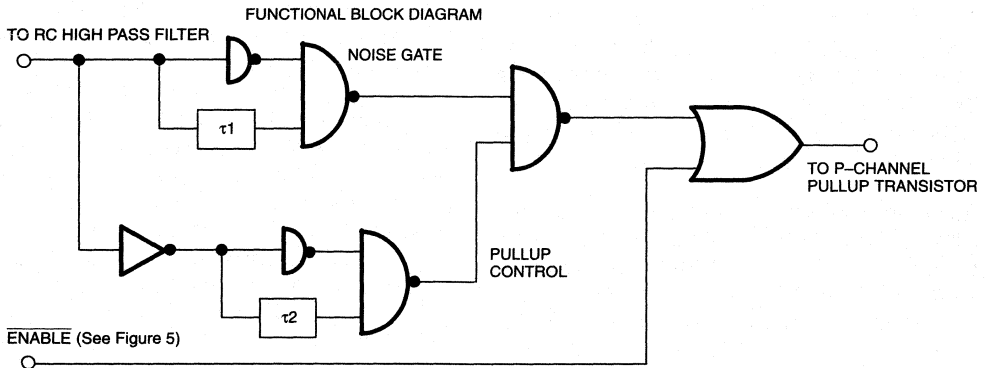 FUNCTIONAL BLOCK DIAGRAM
TO RC HIGH PASS FILTER
NOISE GATE
τ1
TO P–CHANNEL
PULLUP TRANSISTOR
PULLUP
CONTROL
τ2
ENABLE (See Figure 5)